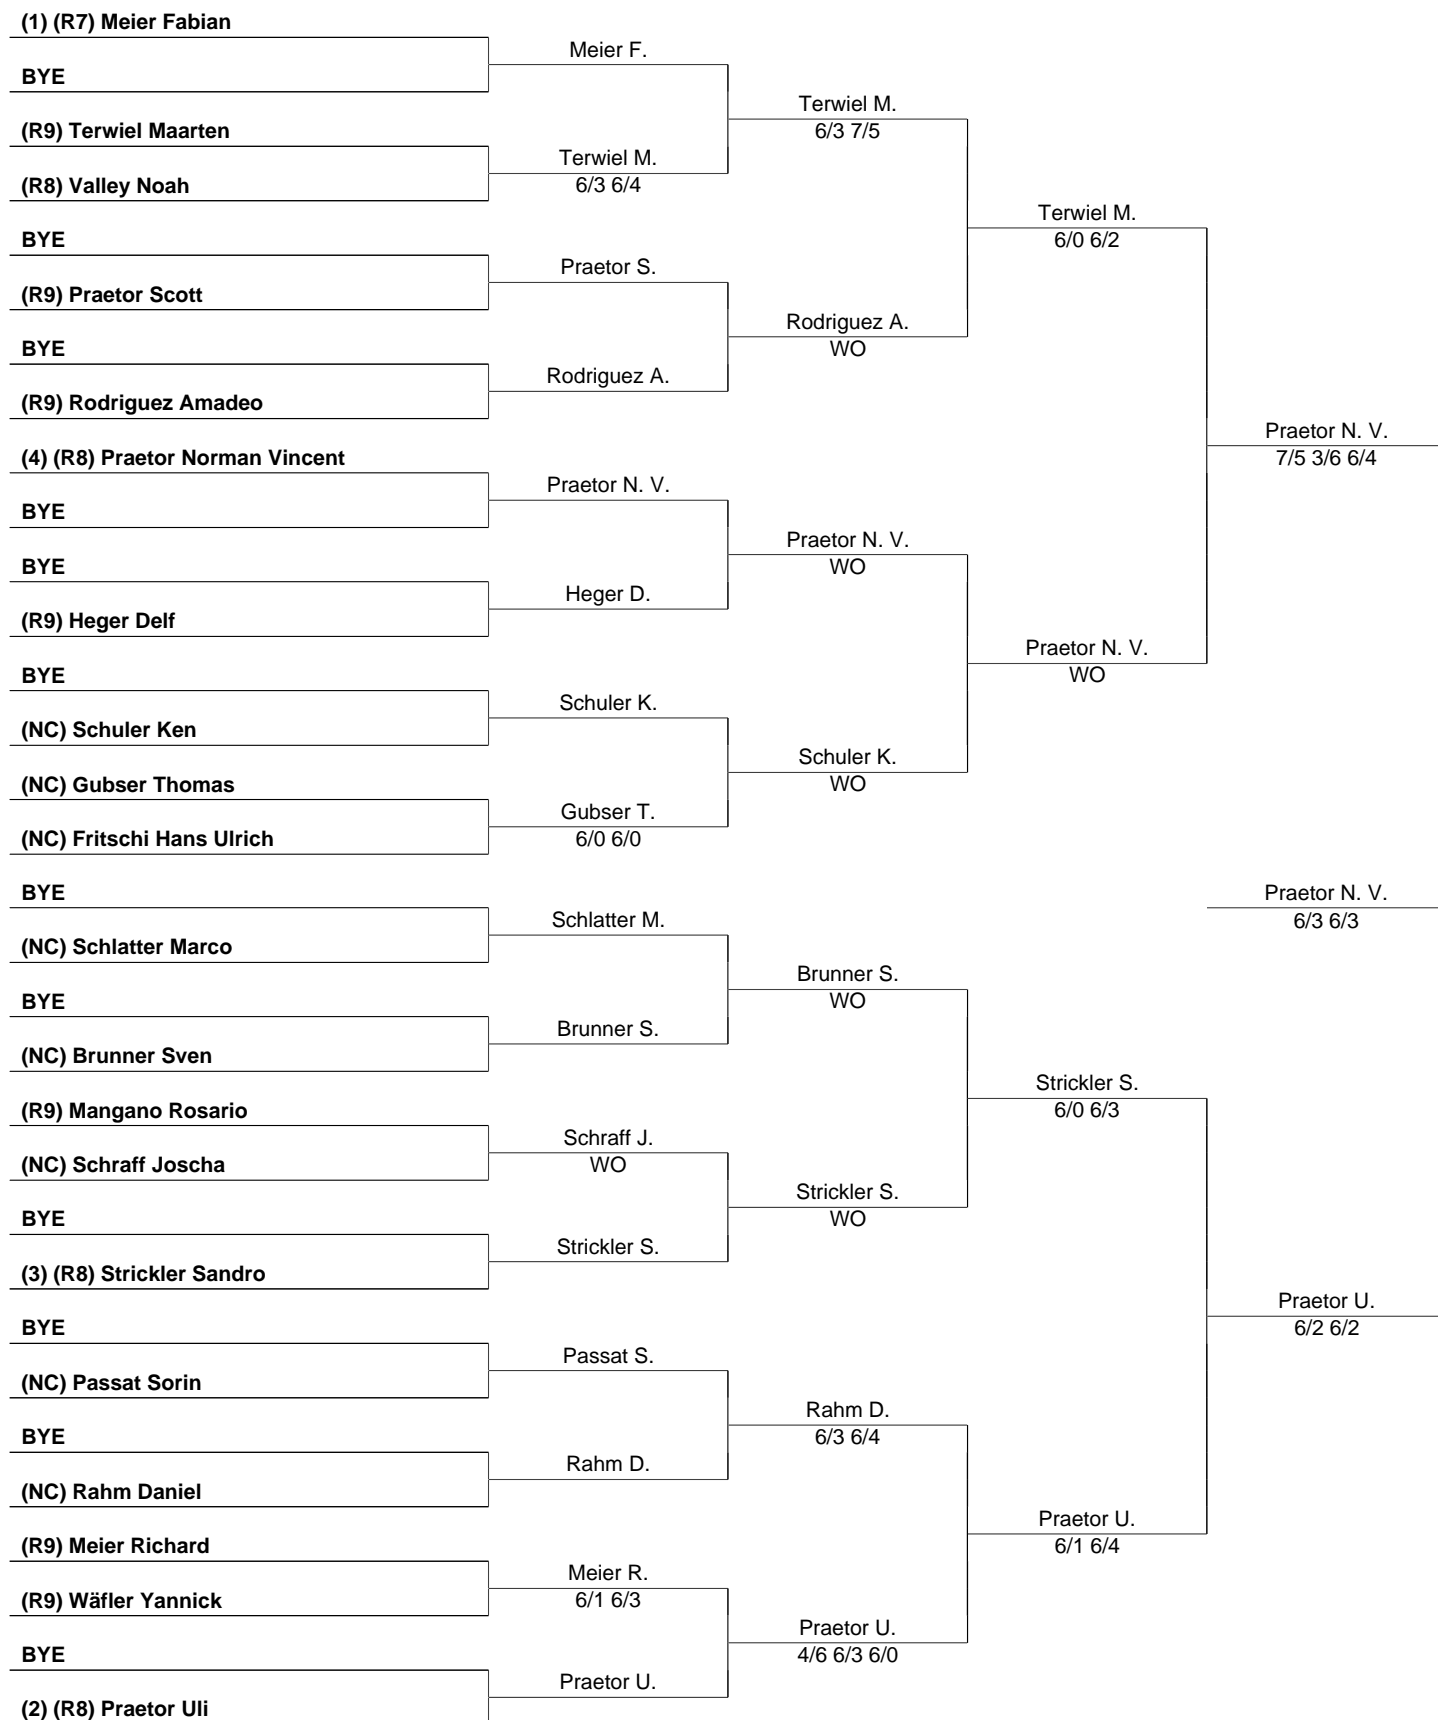 (1) (R7) Meier Fabian
BYE
(R9) Terwiel Maarten
(R8) Valley Noah
BYE
(R9) Praetor Scott
BYE
(R9) Rodriguez Amadeo
(4) (R8) Praetor Norman Vincent
BYE
BYE
(R9) Heger Delf
BYE
(NC) Schuler Ken
(NC) Gubser Thomas
(NC) Fritschi Hans Ulrich
BYE
(NC) Schlatter Marco
BYE
(NC) Brunner Sven
(R9) Mangano Rosario
(NC) Schraff Joscha
BYE
(3) (R8) Strickler Sandro
BYE
(NC) Passat Sorin
BYE
(NC) Rahm Daniel
(R9) Meier Richard
(R9) Wäfler Yannick
BYE
(2) (R8) Praetor Uli
Meier F.
Terwiel M.
6/3 6/4
Praetor S.
Rodriguez A.
Praetor N. V.
Heger D.
Schuler K.
Gubser T.
6/0 6/0
Schlatter M.
Brunner S.
Schraff J.
WO
Strickler S.
Passat S.
Rahm D.
Meier R.
6/1 6/3
Praetor U.
Terwiel M.
6/3 7/5
Rodriguez A.
WO
Praetor N. V.
WO
Schuler K.
WO
Brunner S.
WO
Strickler S.
WO
Rahm D.
6/3 6/4
Praetor U.
4/6 6/3 6/0
Terwiel M.
6/0 6/2
Praetor N. V.
WO
Strickler S.
6/0 6/3
Praetor U.
6/1 6/4
Praetor N. V.
7/5 3/6 6/4
Praetor N. V.
6/3 6/3
Praetor U.
6/2 6/2